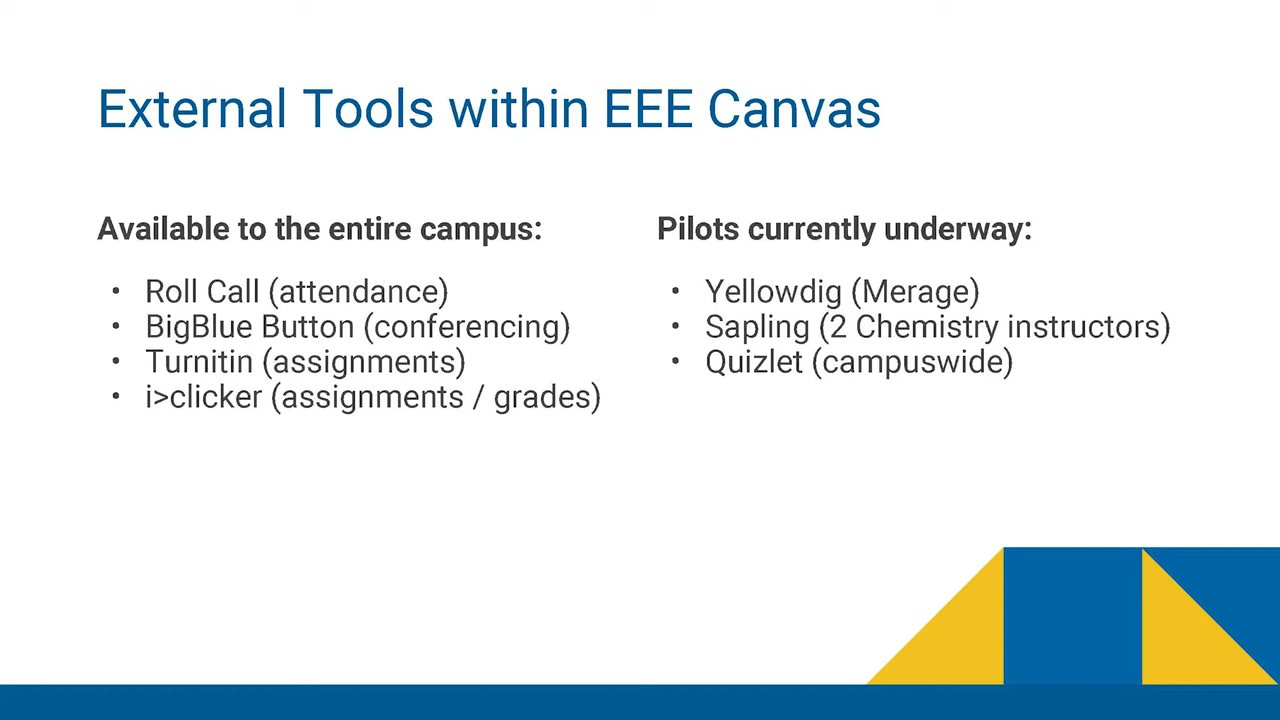 External Tools within EEE Canvas
Available to the entire campus:
• Roll Call (attendance)
• BigBlue Button (conferencing)
• Turnitin (assignments)
• i>clicker (assignments / grades)
Pilots currently underway:
• Yellowdig (Merage)
• Sapling (2 Chemistry instructors)
• Quizlet (campuswide)